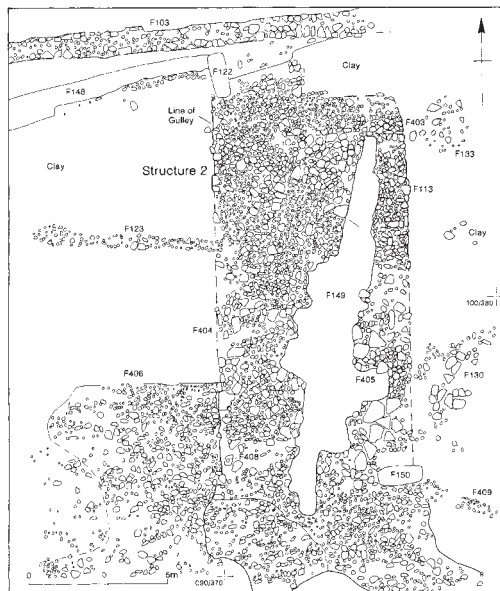 F103
F122
Clay
F148
Line of
Gulley
F403
F133
Structure 2
Clay
F113
Clay
F123
F149
100/380
F404
F406
F405
F130
F408
F150
F409
0
5m
C90/370